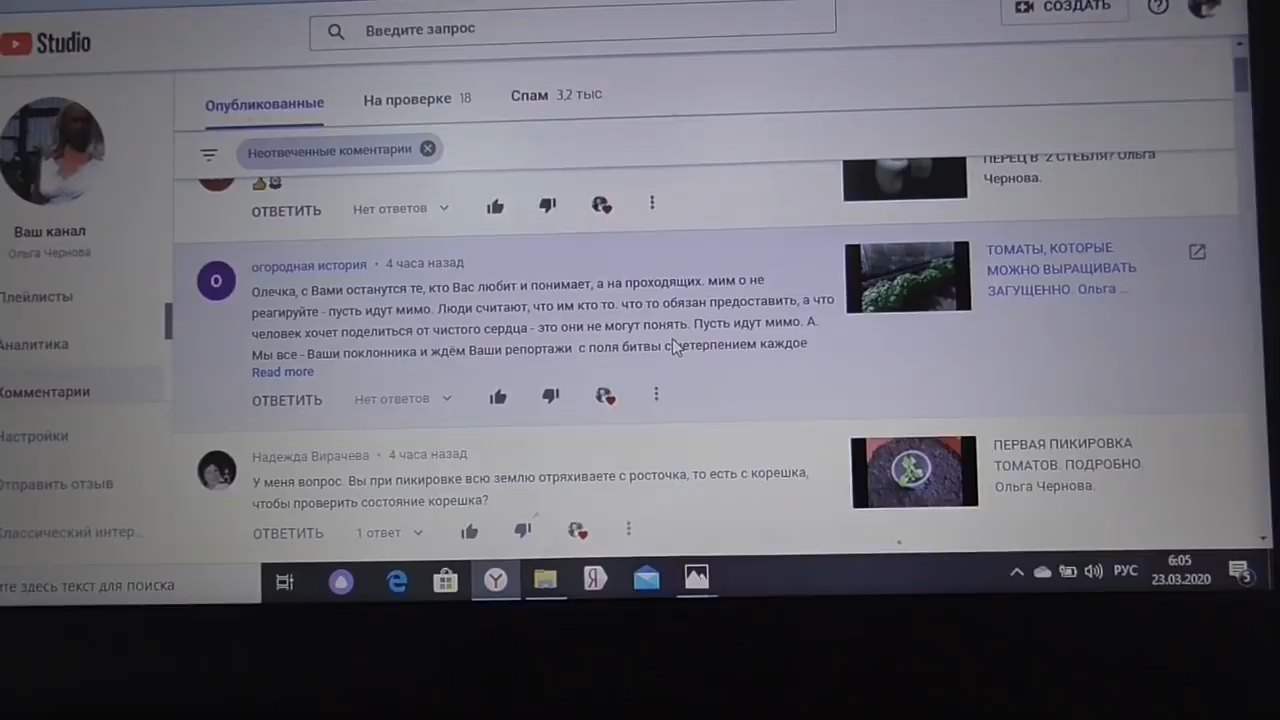 Studio
Введите запрос
СОЗДАТЬ
Опубликованные
На проверке 18
Спам 3,2 тыс
Неотвеченные коментарии
Ваш канал
Ольга Чернова
Плейлисты
Аналитика
Комментарии
Настройки
Отправить отзыв
Классический интер...
ОТВЕТИТЬ
Нет ответов
ПЕРЕЦ В 2 СТЕБЛЯ? Ольга
Чернова.
огородная история • 4 часа назад
Олечка, с Вами останутся те, кто Вас любит и понимает, а на проходящих. мим о не
реагируйте - пусть идут мимо. Люди считают, что им кто то. что то обязан предоставить, а что
человек хочет поделиться от чистого сердца - это они не могут понять. Пусть идут мимо. А.
Мы все - Ваши поклонника и ждём Ваши репортажи с поля битвы с нетерпением каждое
Read more
ОТВЕТИТЬ
Нет ответов
ТОМАТЫ, КОТОРЫЕ
МОЖНО ВЫРАЩИВАТЬ
ЗАГУЩЕННО. Ольга ...
Надежда Вирачева • 4 часа назад
У меня вопрос. Вы при пикировке всю землю отряхиваете с росточка, то есть с корешка,
чтобы проверить состояние корешка?
ОТВЕТИТЬ
1 ответ
ПЕРВАЯ ПИКИРОВКА
ТОМАТОВ. ПОДРОБНО.
Ольга Чернова.
те здесь текст для поиска
РУС
6:05
23.03.2020
5